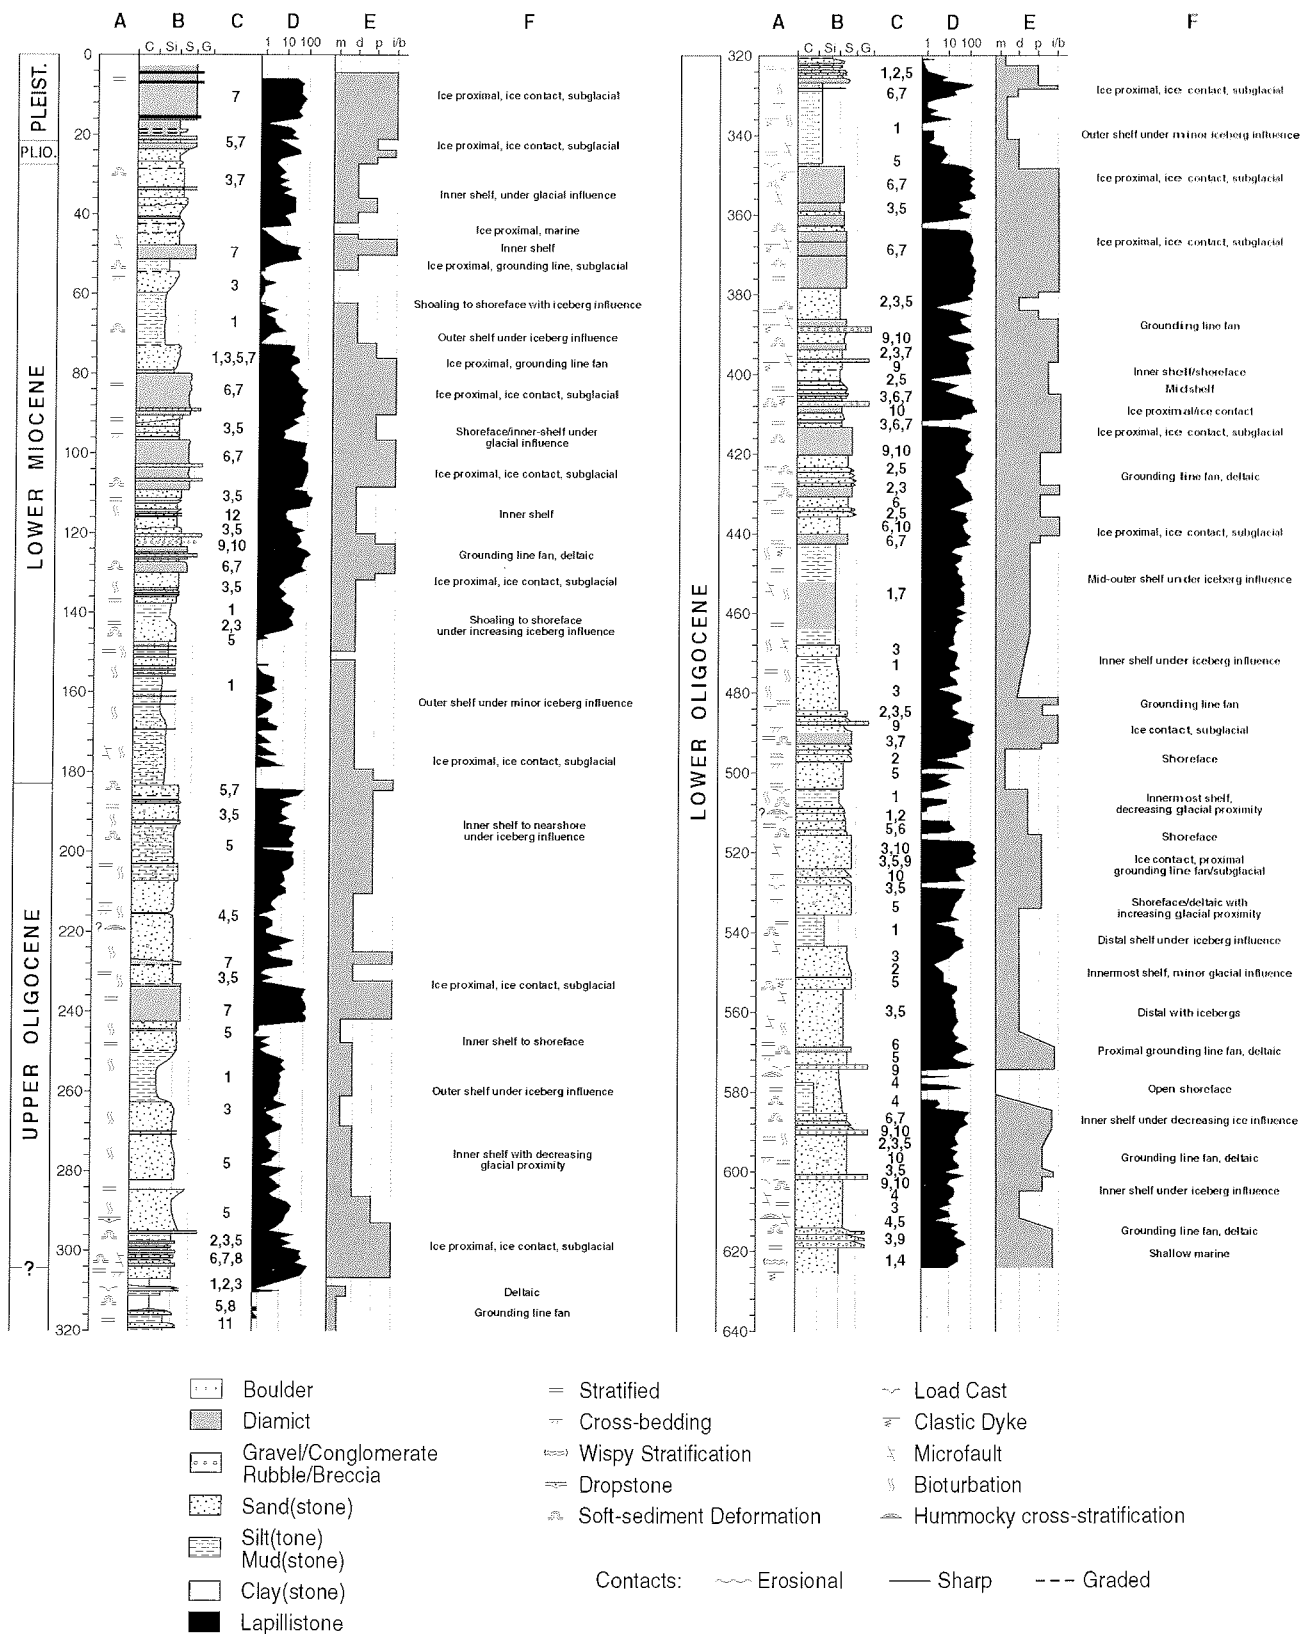 A B C D E F
C Si S G 1 10 100 m d p i/b
0
20
40
60
80
100
120
140
160
180
200
220
240
260
280
300
320
PLEIST.
PLIO.
LOWER MIOCENE
UPPER OLIGOCENE
?
?
7
5,7
3,7
7
3
1
1,3,5,7
6,7
3,5
6,7
3,5
12
3,5
9,10
6,7
3,5
1
2,3
5
1
5,7
3,5
5
4,5
7
3,5
7
5
1
3
5
5
2,3,5
6,7,8
1,2,3
5,8
11
Ice proximal, ice contact, subglacial
Ice proximal, ice contact, subglacial
Inner shelf, under glacial influence
Ice proximal, marine
Inner shelf
Ice proximal, grounding line, subglacial
Shoaling to shoreface with iceberg influence
Outer shelf under iceberg influence
Ice proximal, grounding line fan
Ice proximal, ice contact, subglacial
Shoreface/inner-shelf under
glacial influence
Ice proximal, ice contact, subglacial
Inner shelf
Grounding line fan, deltaic
Ice proximal, ice contact, subglacial
Shoaling to shoreface
under increasing iceberg influence
Outer shelf under minor iceberg influence
Ice proximal, ice contact, subglacial
Inner shelf to nearshore
under iceberg influence
Ice proximal, ice contact, subglacial
Inner shelf to shoreface
Outer shelf under iceberg influence
Inner shelf with decreasing
glacial proximity
Ice proximal, ice contact, subglacial
Deltaic
Grounding line fan
A B C D E F
C Si S G 1 10 100 m d p i/b
320
340
360
380
400
420
440
460
480
500
520
540
560
580
600
620
640
LOWER OLIGOCENE
?
1,2,5
6,7
1
5
6,7
3,5
6,7
2,3,5
9,10
2,3,7
9
2,5
3,6,7
10
3,6,7
9,10
2,5
2,3
6
2,5
6,10
6,7
1,7
3
1
3
2,3,5
9
3,7
2
5
1
1,2
5,6
3,10
3,5,9
10
3,5
5
1
3
2
5
3,5
6
5
9
4
4
6,7
9,10
2,3,5
10
3,5
9,10
4
3
4,5
3,9
1,4
Ice proximal, ice contact, subglacial
Outer shelf under minor iceberg influence
Ice proximal, ice contact, subglacial
Ice proximal, ice contact, subglacial
Grounding line fan
Inner shelf/shoreface
Midshelf
Ice proximal/ice contact
Ice proximal, ice contact, subglacial
Grounding line fan, deltaic
Ice proximal, ice contact, subglacial
Mid-outer shelf under iceberg influence
Inner shelf under iceberg influence
Grounding line fan
Ice contact, subglacial
Shoreface
Innermost shelf,
decreasing glacial proximity
Shoreface
Ice contact, proximal
grounding line fan/subglacial
Shoreface/deltaic with
increasing glacial proximity
Distal shelf under iceberg influence
Innermost shelf, minor glacial influence
Distal with icebergs
Proximal grounding line fan, deltaic
Open shoreface
Inner shelf under decreasing ice influence
Grounding line fan, deltaic
Inner shelf under iceberg influence
Grounding line fan, deltaic
Shallow marine
Boulder
Diamict
Gravel/Conglomerate
Rubble/Breccia
Sand(stone)
Silt(tone)
Mud(stone)
Clay(stone)
Lapillistone
Stratified
Cross-bedding
Wispy Stratification
Dropstone
Soft-sediment Deformation
Load Cast
Clastic Dyke
Microfault
Bioturbation
Hummocky cross-stratification
Contacts: Erosional Sharp Graded